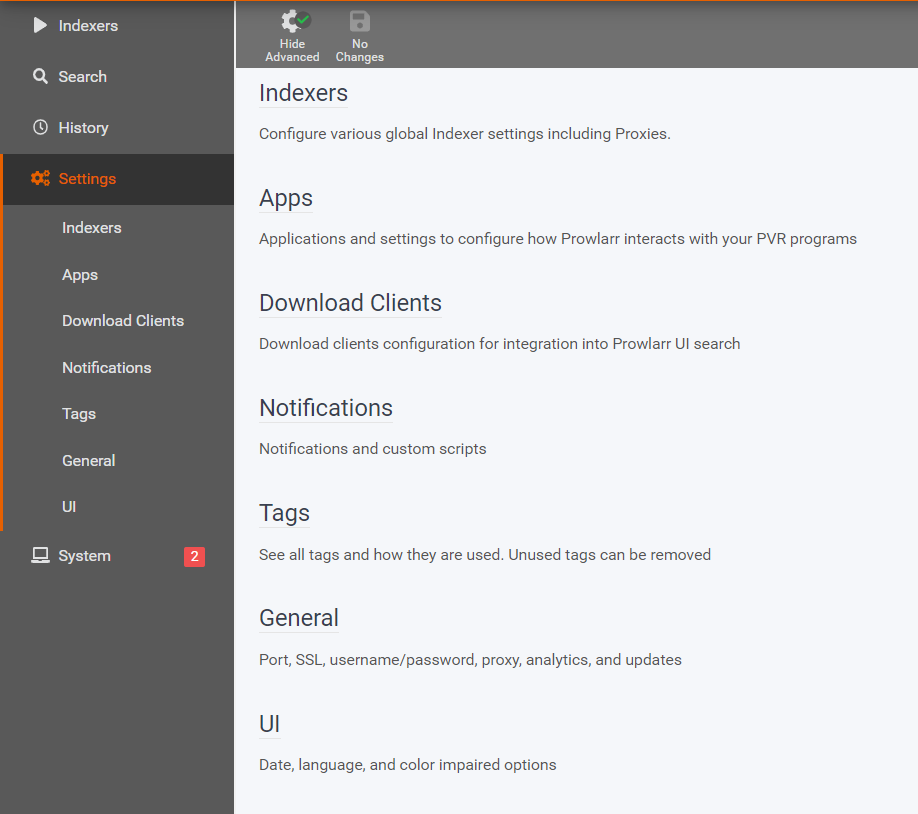 Indexers
Search
History
Settings
Indexers
Apps
Download Clients
Notifications
Tags
General
UI
System 2
Hide
Advanced
No
Changes
Indexers
Configure various global Indexer settings including Proxies.
Apps
Applications and settings to configure how Prowlarr interacts with your PVR programs
Download Clients
Download clients configuration for integration into Prowlarr UI search
Notifications
Notifications and custom scripts
Tags
See all tags and how they are used. Unused tags can be removed
General
Port, SSL, username/password, proxy, analytics, and updates
UI
Date, language, and color impaired options